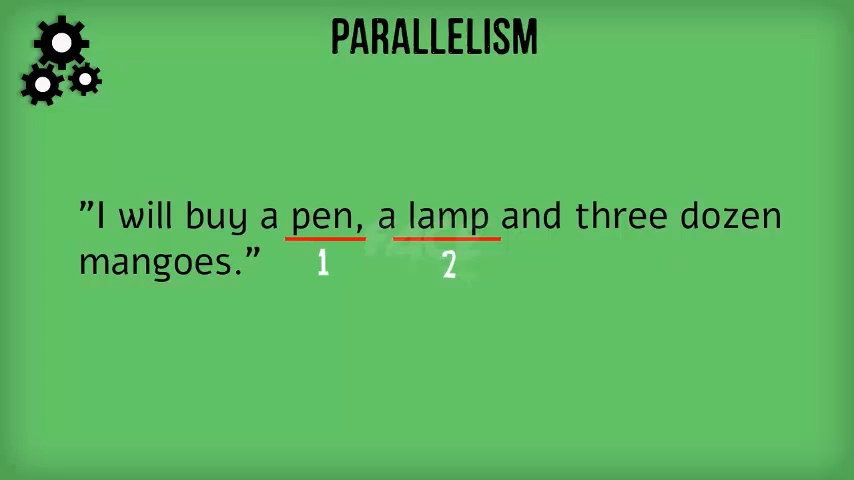 PARALLELISM
”I will buy a pen, a lamp and three dozen
mangoes.”
1 2